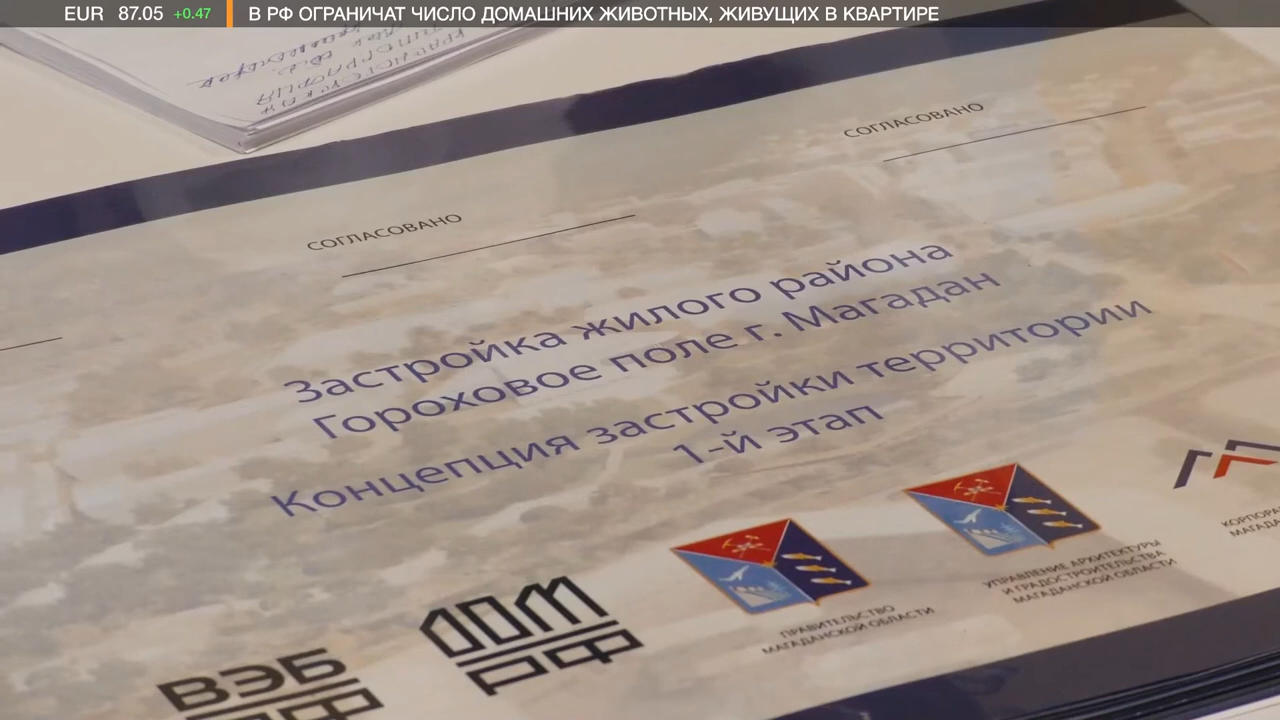 EUR 87.05 +0.47 В РФ ОГРАНИЧАТ ЧИСЛО ДОМАШНИХ ЖИВОТНЫХ, ЖИВУЩИХ В КВАРТИРЕ
СОГЛАСОВАНО
СОГЛАСОВАНО
Застройка жилого района
Гороховое поле г. Магадан
Концепция застройки территории
1-й этап
ВЭБ
РФ
ДОМ
РФ
ПРАВИТЕЛЬСТВО
МАГАДАНСКОЙ ОБЛАСТИ
УПРАВЛЕНИЕ АРХИТЕКТУРЫ
И ГРАДОСТРОИТЕЛЬСТВА
МАГАДАНСКОЙ ОБЛАСТИ